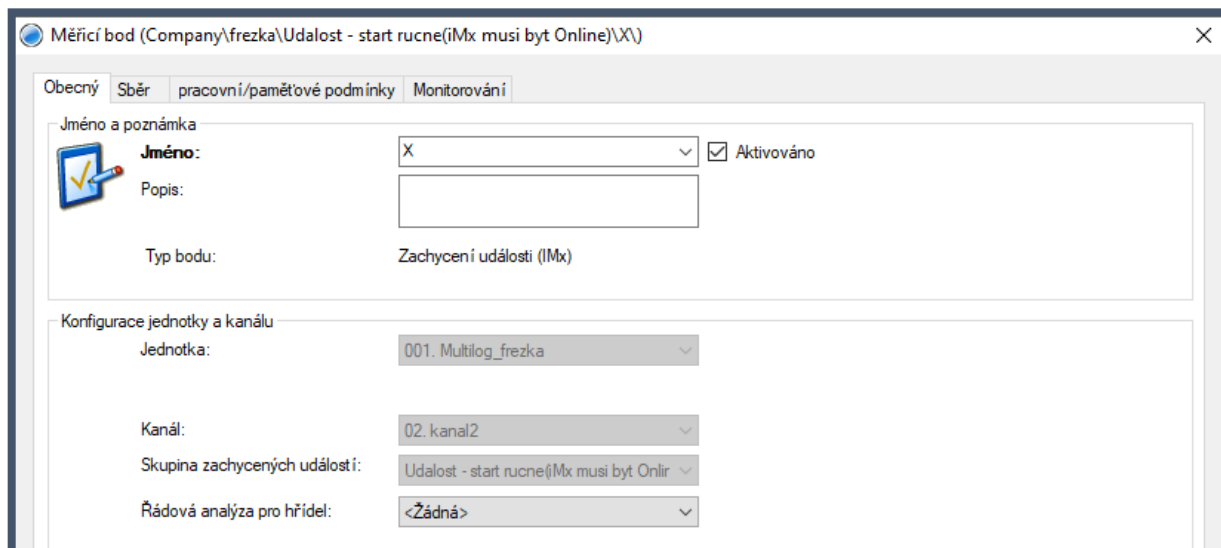 Měřicí bod (Company\frezka\Udalost - start rucne(iMx musi byt Online)\X\)
Obecný Sběr pracovní/paměťové podmínky Monitorování
Jméno a poznámka
Jméno: X Aktivováno
Popis:
Typ bodu: Zachycení události (IMx)
Konfigurace jednotky a kanálu
Jednotka: 001. Multilog_frezka
Kanál: 02. kanal2
Skupina zachycených událostí: Udalost - start rucne(iMx musi byt Onlir
Řádová analýza pro hřídel: <Žádná>